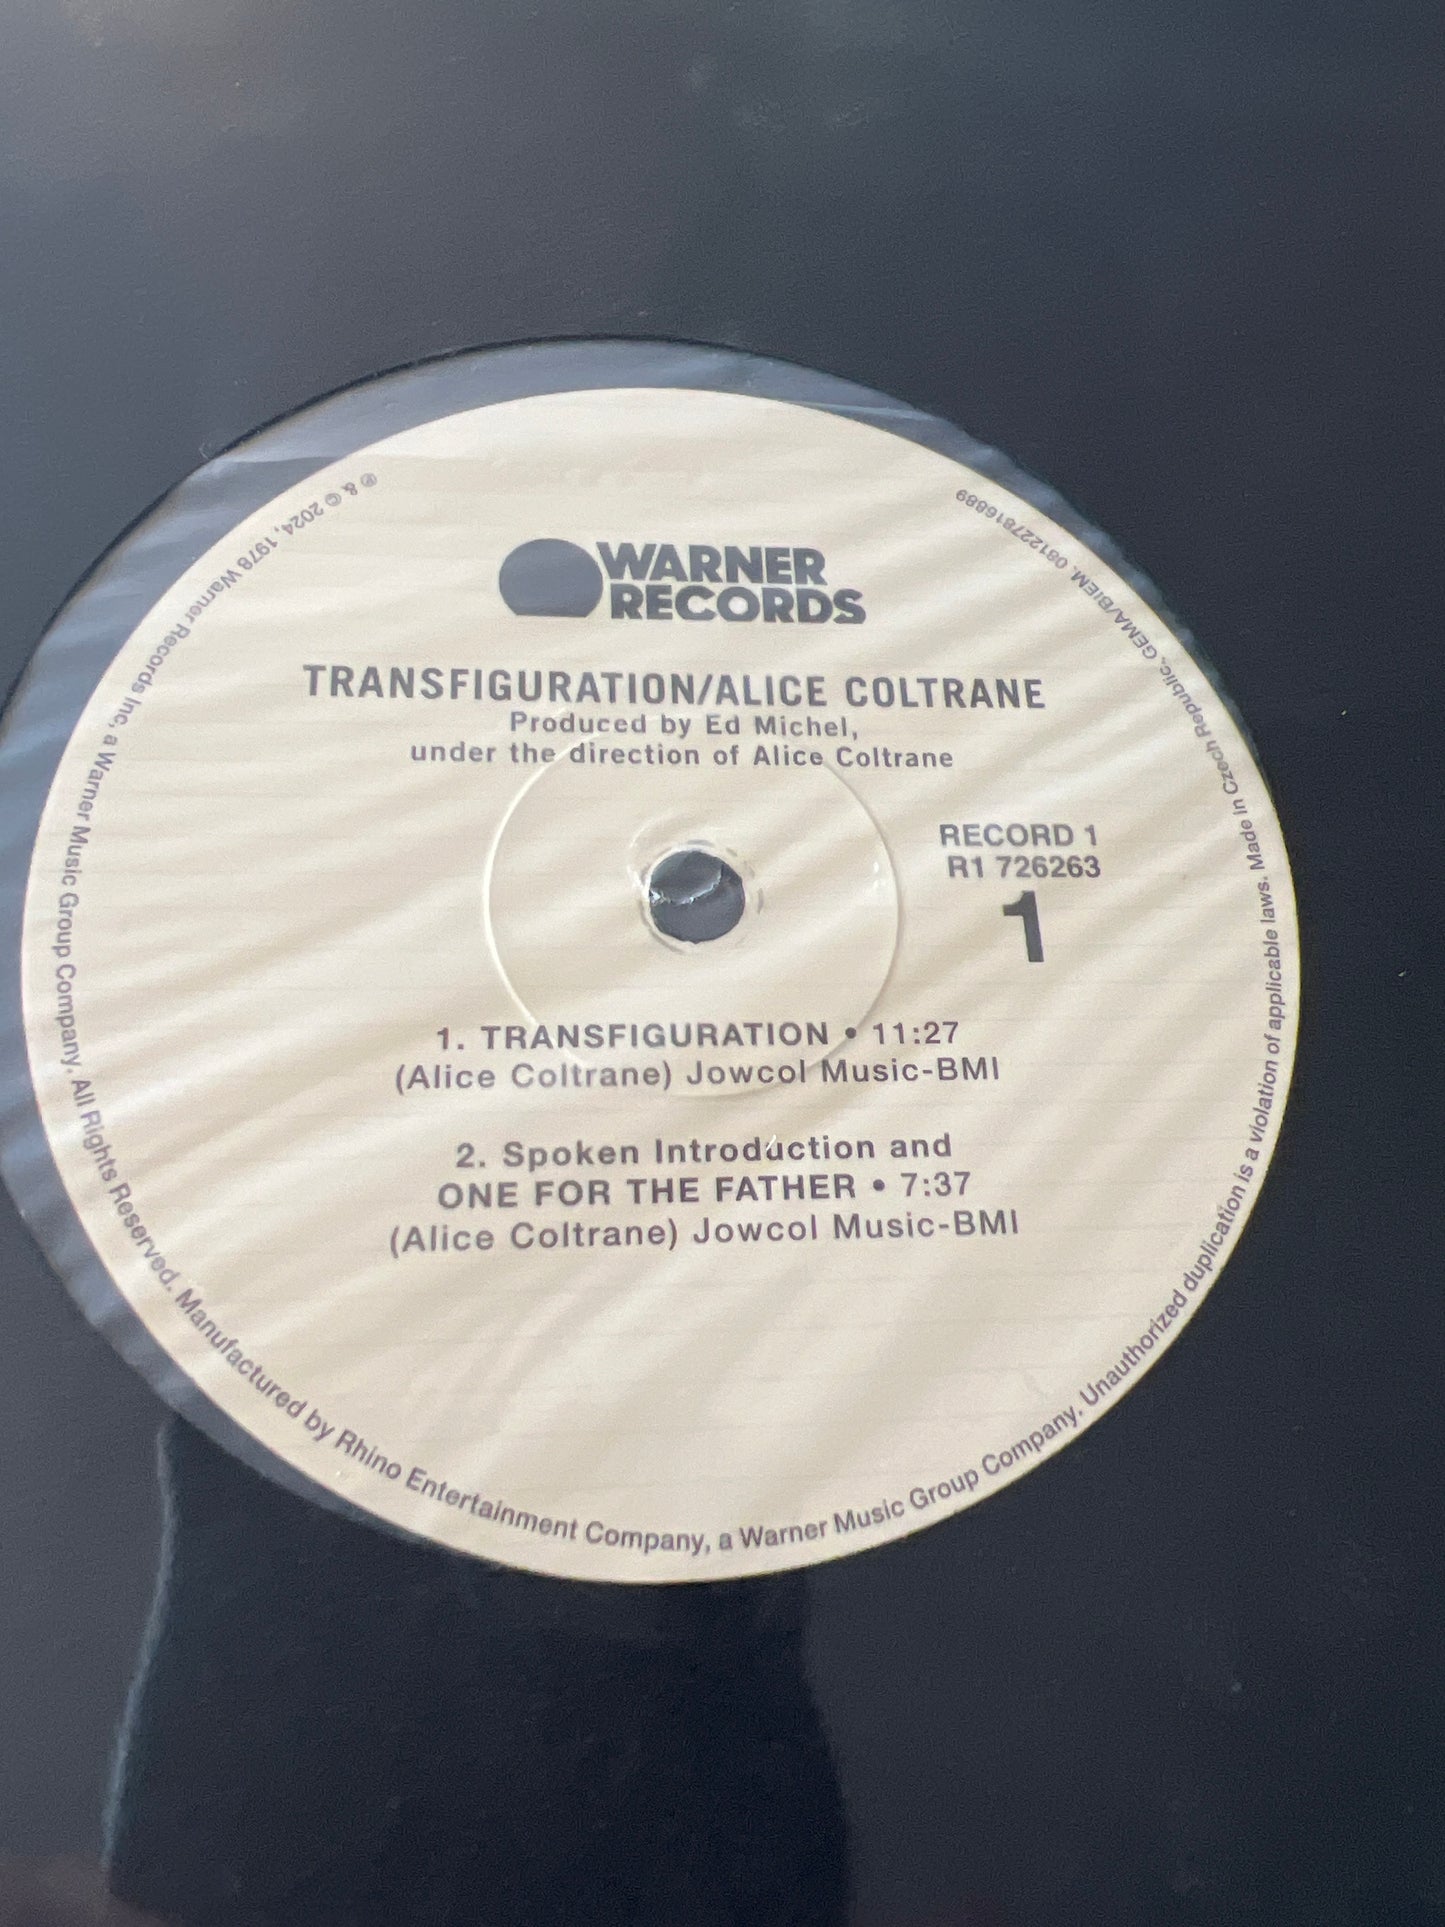 WARNER
RECORDS
TRANSFIGURATION/ALICE COLTRANE
Produced by Ed Michel,
under the direction of Alice Coltrane
RECORD 1
R1 726263
1
1. TRANSFIGURATION • 11:27
(Alice Coltrane) Jowcol Music-BMI
2. Spoken Introduction and
ONE FOR THE FATHER • 7:37
(Alice Coltrane) Jowcol Music-BMI
℗ & © 2024, 1978 Warner Records Inc., a Warner Music Group Company. All Rights Reserved. Manufactured by Rhino Entertainment Company, a Warner Music Group Company. Unauthorized duplication is a violation of applicable laws. Made in Czech Republic. GEMA/BIEM. 081227816889